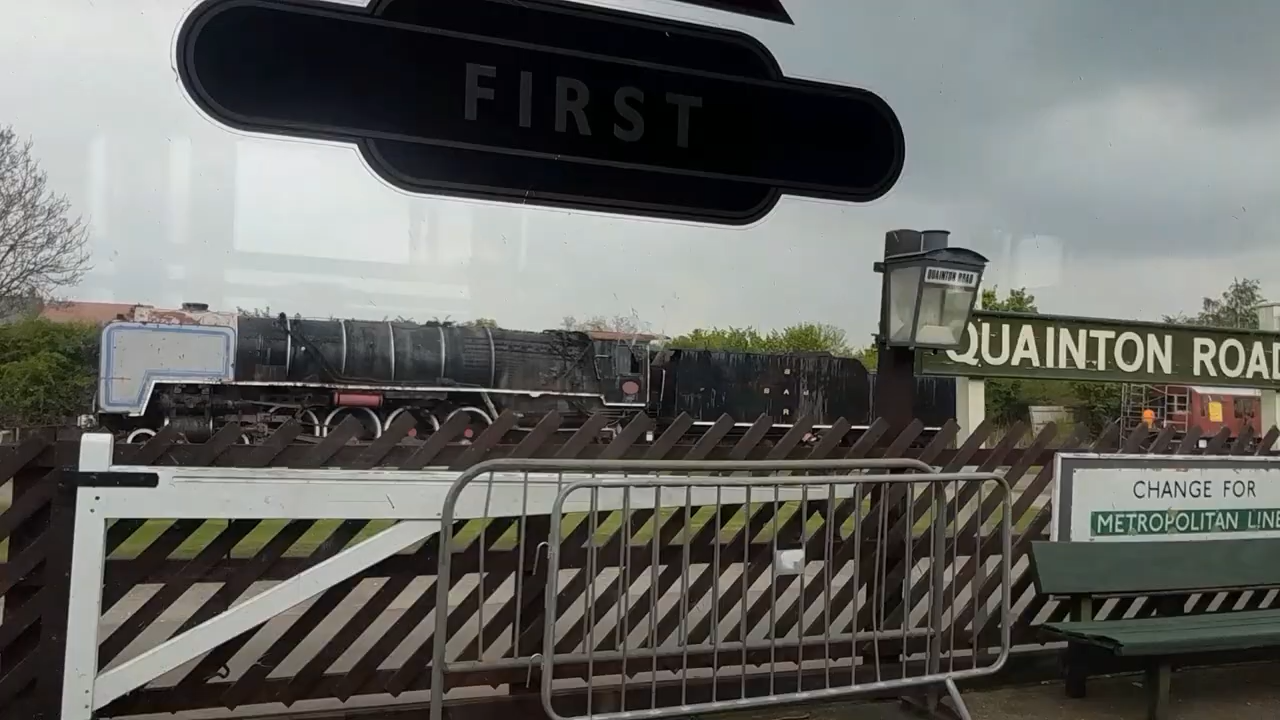 FIRST
QUAINTON ROAD
QUAINTON ROAD
S
B A R
CHANGE FOR
METROPOLITAN LINE